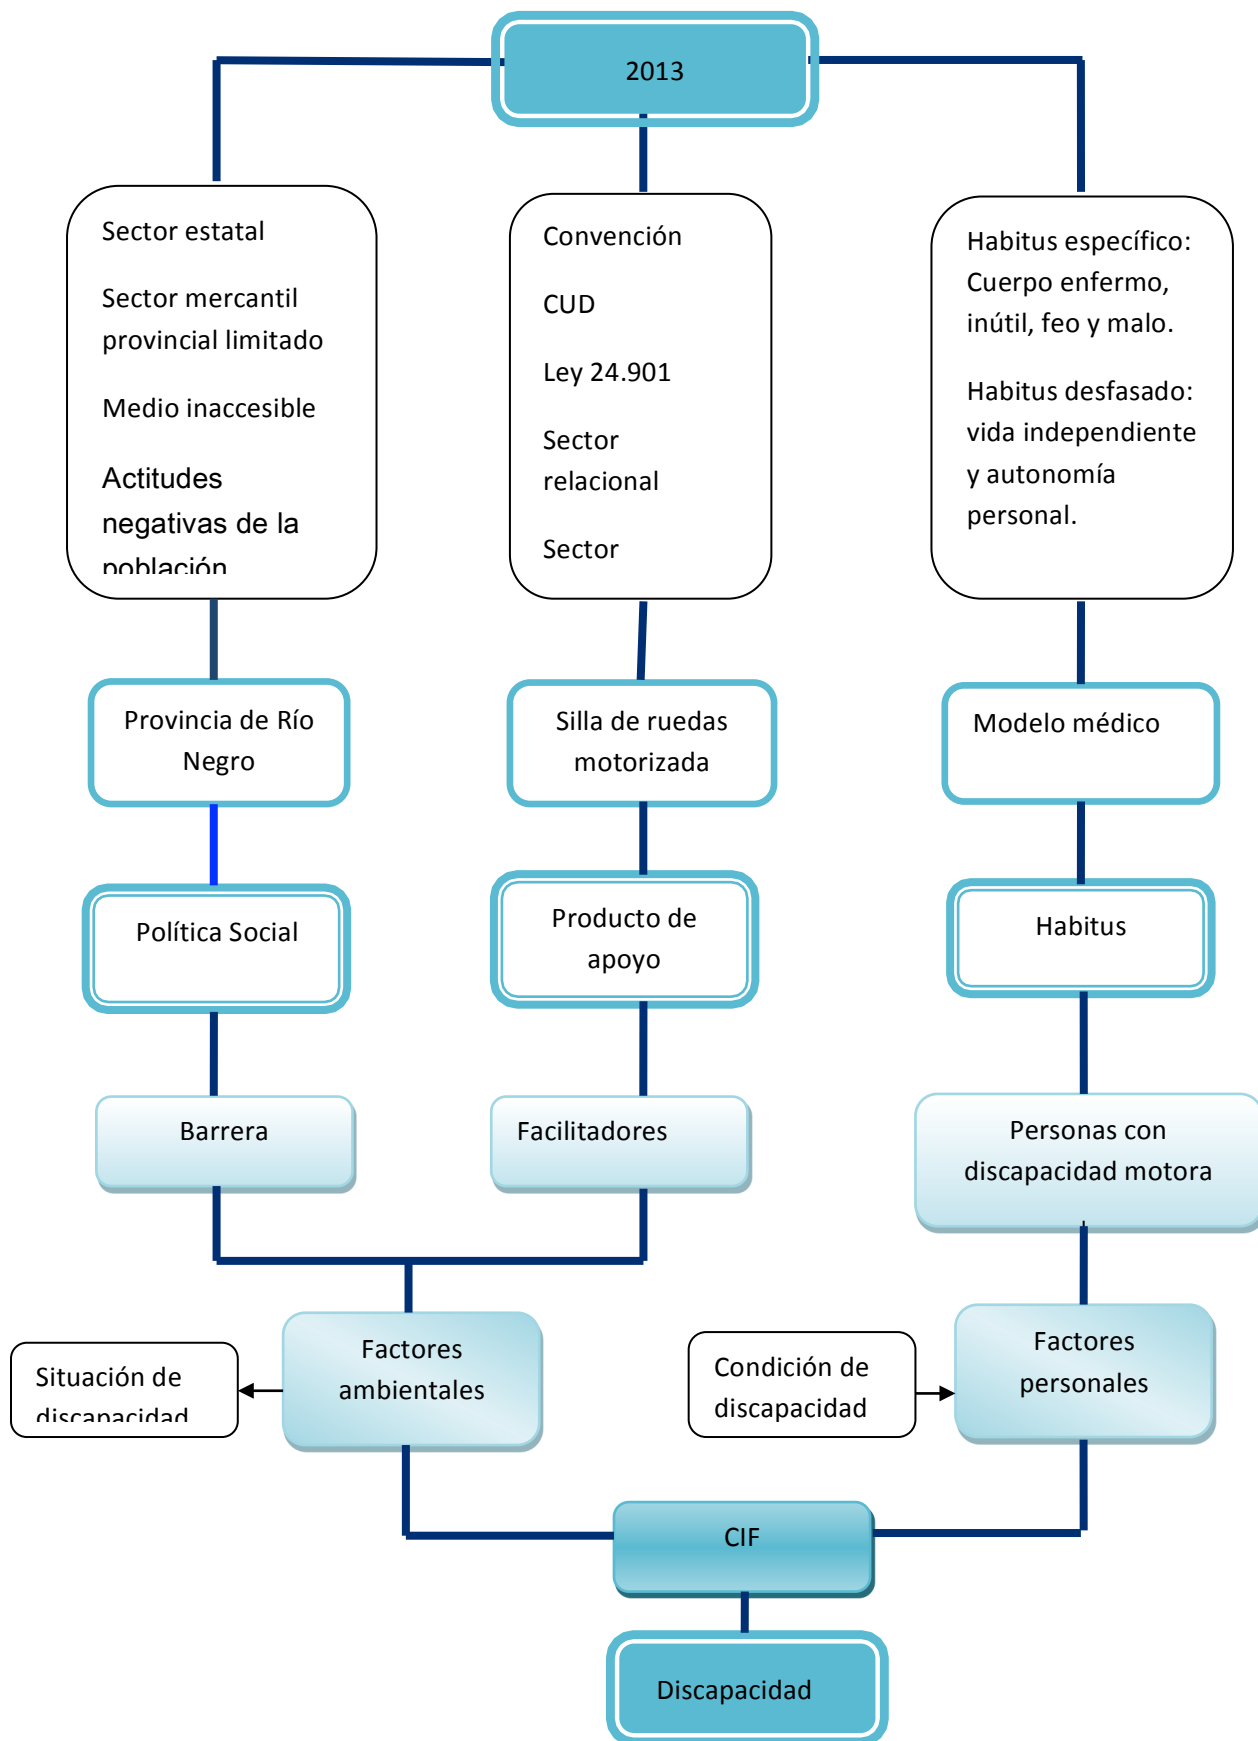 2013
Sector estatal
Sector mercantil
provincial limitado
Medio inaccesible
Actitudes
negativas de la
población
Convención
CUD
Ley 24.901
Sector
relacional
Sector
Habitus específico:
Cuerpo enfermo,
inútil, feo y malo.
Habitus desfasado:
vida independiente
y autonomía
personal.
Provincia de Río
Negro
Silla de ruedas
motorizada
Modelo médico
Política Social
Producto de
apoyo
Habitus
Barrera
Facilitadores
Personas con
discapacidad motora
Situación de
discapacidad
Factores
ambientales
Condición de
discapacidad
Factores
personales
CIF
Discapacidad